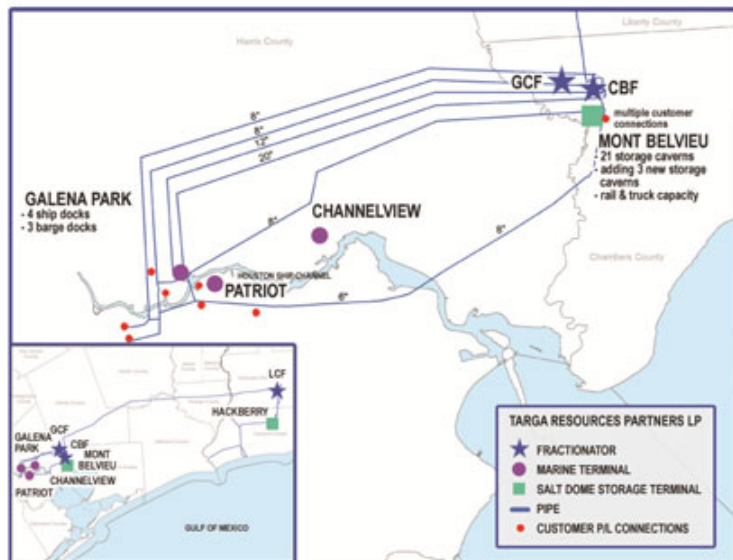 Harris County
Liberty County
GCF
CBF
multiple customer
connections
MONT BELVIEU
- 21 storage caverns
- adding 3 new storage
caverns
- rail & truck capacity
8"
12"
20"
GALENA PARK
- 4 ship docks
- 3 barge docks
8"
CHANNELVIEW
8"
Chambers County
HOUSTON SHIP CHANNEL
PATRIOT
6"
LCF
HACKBERRY
GCF
CBF
GALENA
PARK
MONT
BELVIEU
CHANNELVIEW
PATRIOT
GULF OF MEXICO
TARGA RESOURCES PARTNERS LP
FRACTIONATOR
MARINE TERMINAL
SALT DOME STORAGE TERMINAL
PIPE
CUSTOMER P/L CONNECTIONS